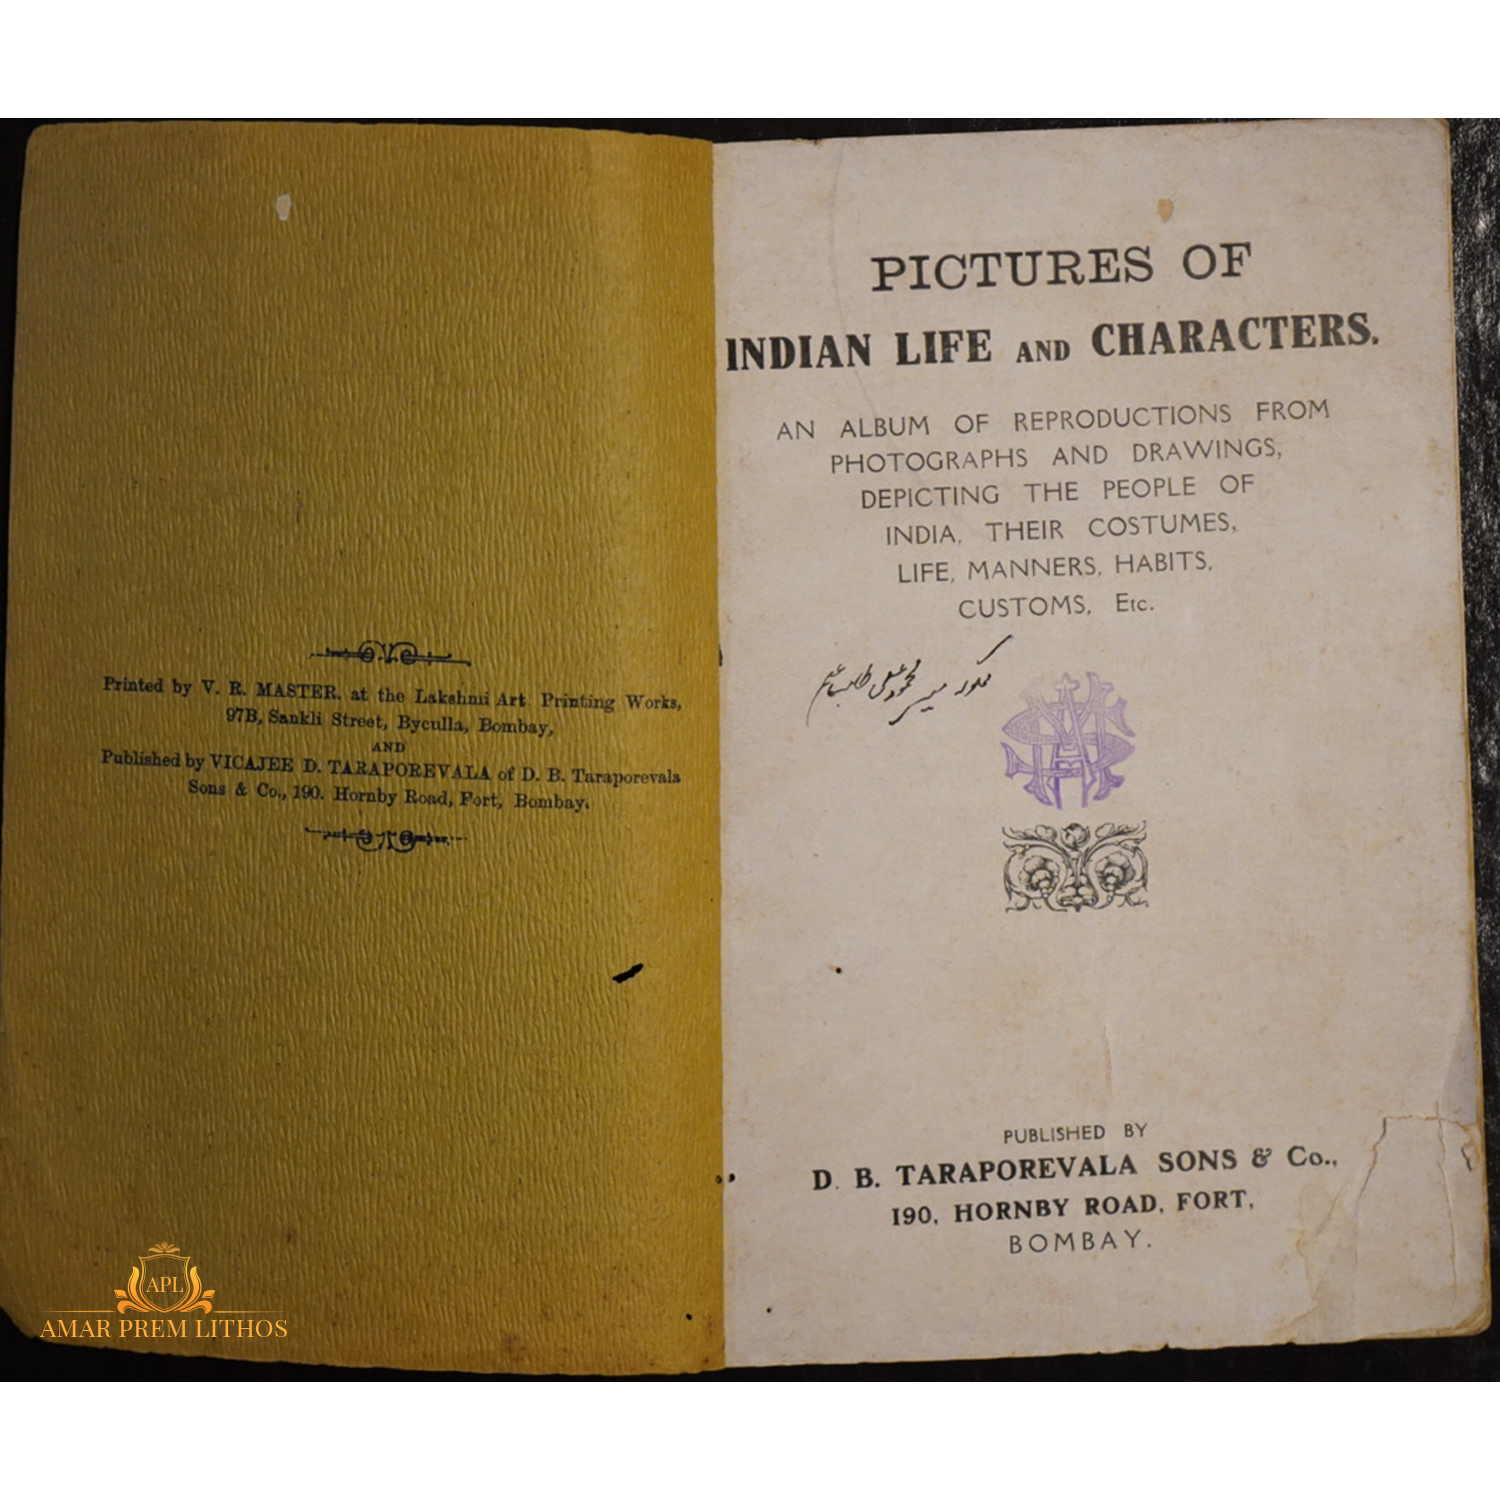 Printed by V. R. MASTER. at the Lakshmi Art Printing Works,
97B, Sankli Street, Byculla, Bombay,
AND
Published by VICAJEE D. TARAPOREVALA of D. B. Taraporevala
Sons & Co., 190. Hornby Road, Fort, Bombay.
APL
AMAR PREM LITHOS
PICTURES OF
INDIAN LIFE AND CHARACTERS.
AN ALBUM OF REPRODUCTIONS FROM
PHOTOGRAPHS AND DRAWINGS,
DEPICTING THE PEOPLE OF
INDIA, THEIR COSTUMES,
LIFE, MANNERS, HABITS,
CUSTOMS, Etc.
محمود علی
PUBLISHED BY
D. B. TARAPOREVALA SONS & Co.,
190, HORNBY ROAD, FORT,
BOMBAY.